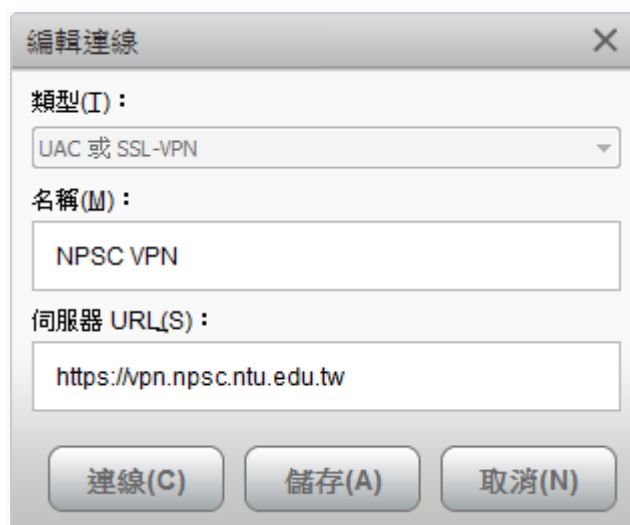 編輯連線
類型(T)：
UAC 或 SSL-VPN
名稱(M)：
NPSC VPN
伺服器 URL(S)：
https://vpn.npsc.ntu.edu.tw
連線(C) 儲存(A) 取消(N)